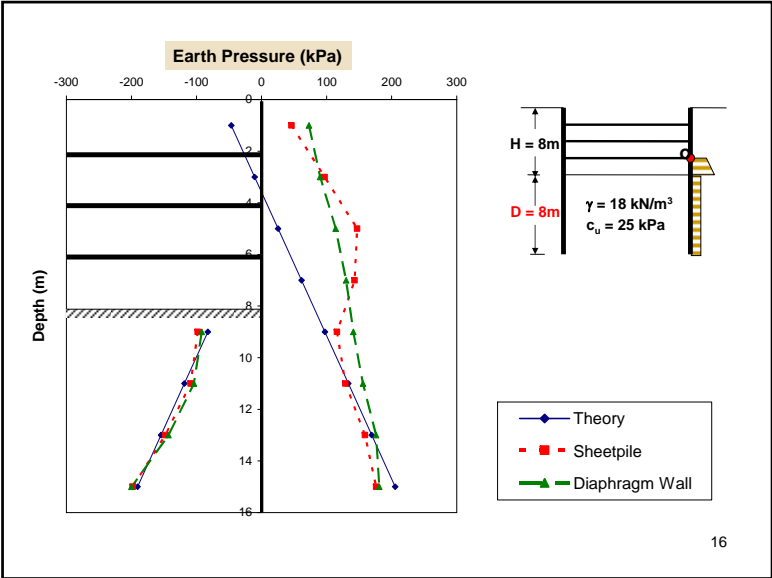 Earth Pressure (kPa)
-300 -200 -100 0 100 200 300
0
2
4
6
8
10
12
14
16
Depth (m)
H = 8m
O
D = 8m
γ = 18 kN/m³
cᵤ = 25 kPa
Theory
Sheetpile
Diaphragm Wall
16